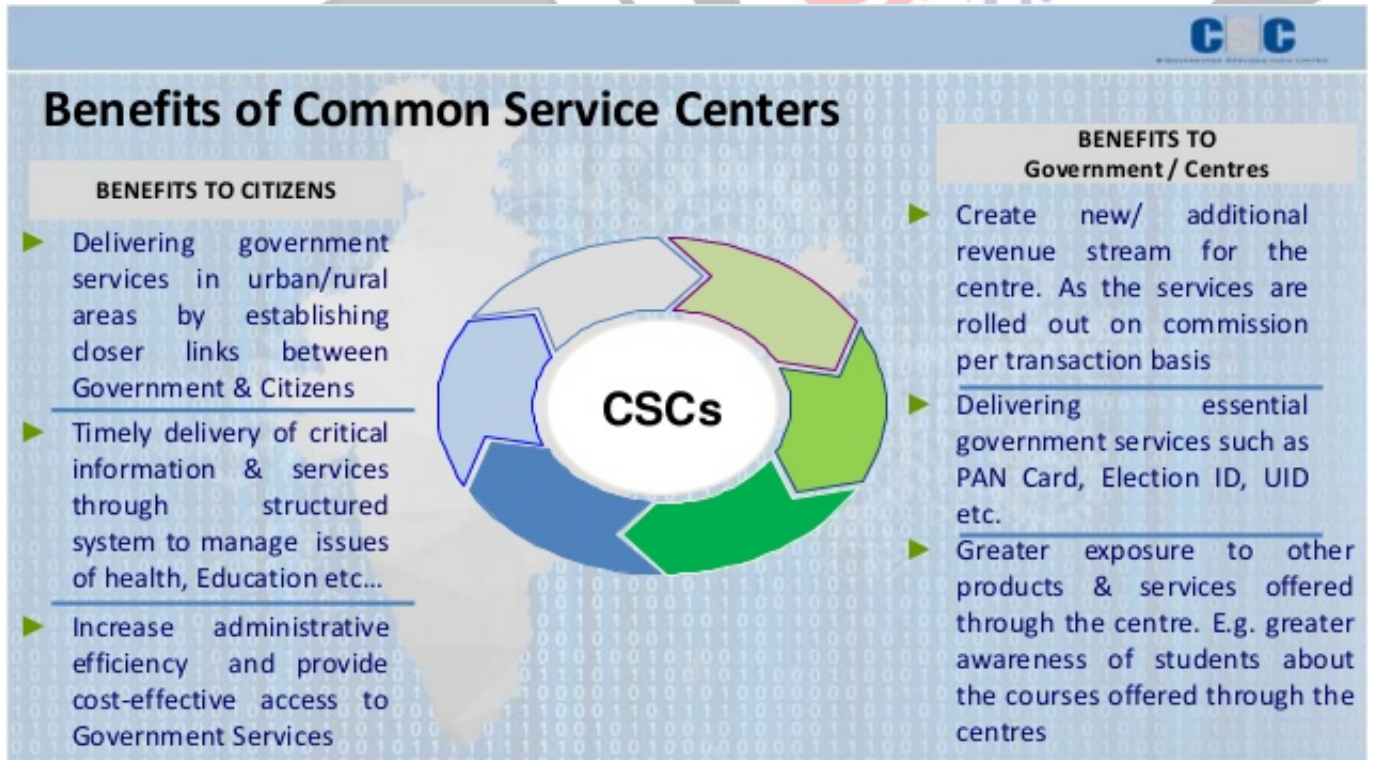 CSC
Benefits of Common Service Centers
BENEFITS TO CITIZENS
Delivering government
services in urban/rural
areas by establishing
closer links between
Government & Citizens
Timely delivery of critical
information & services
through structured
system to manage issues
of health, Education etc...
Increase administrative
efficiency and provide
cost-effective access to
Government Services
CSCs
BENEFITS TO
Government / Centres
Create new/ additional
revenue stream for the
centre. As the services are
rolled out on commission
per transaction basis
Delivering essential
government services such as
PAN Card, Election ID, UID
etc.
Greater exposure to other
products & services offered
through the centre. E.g. greater
awareness of students about
the courses offered through the
centres